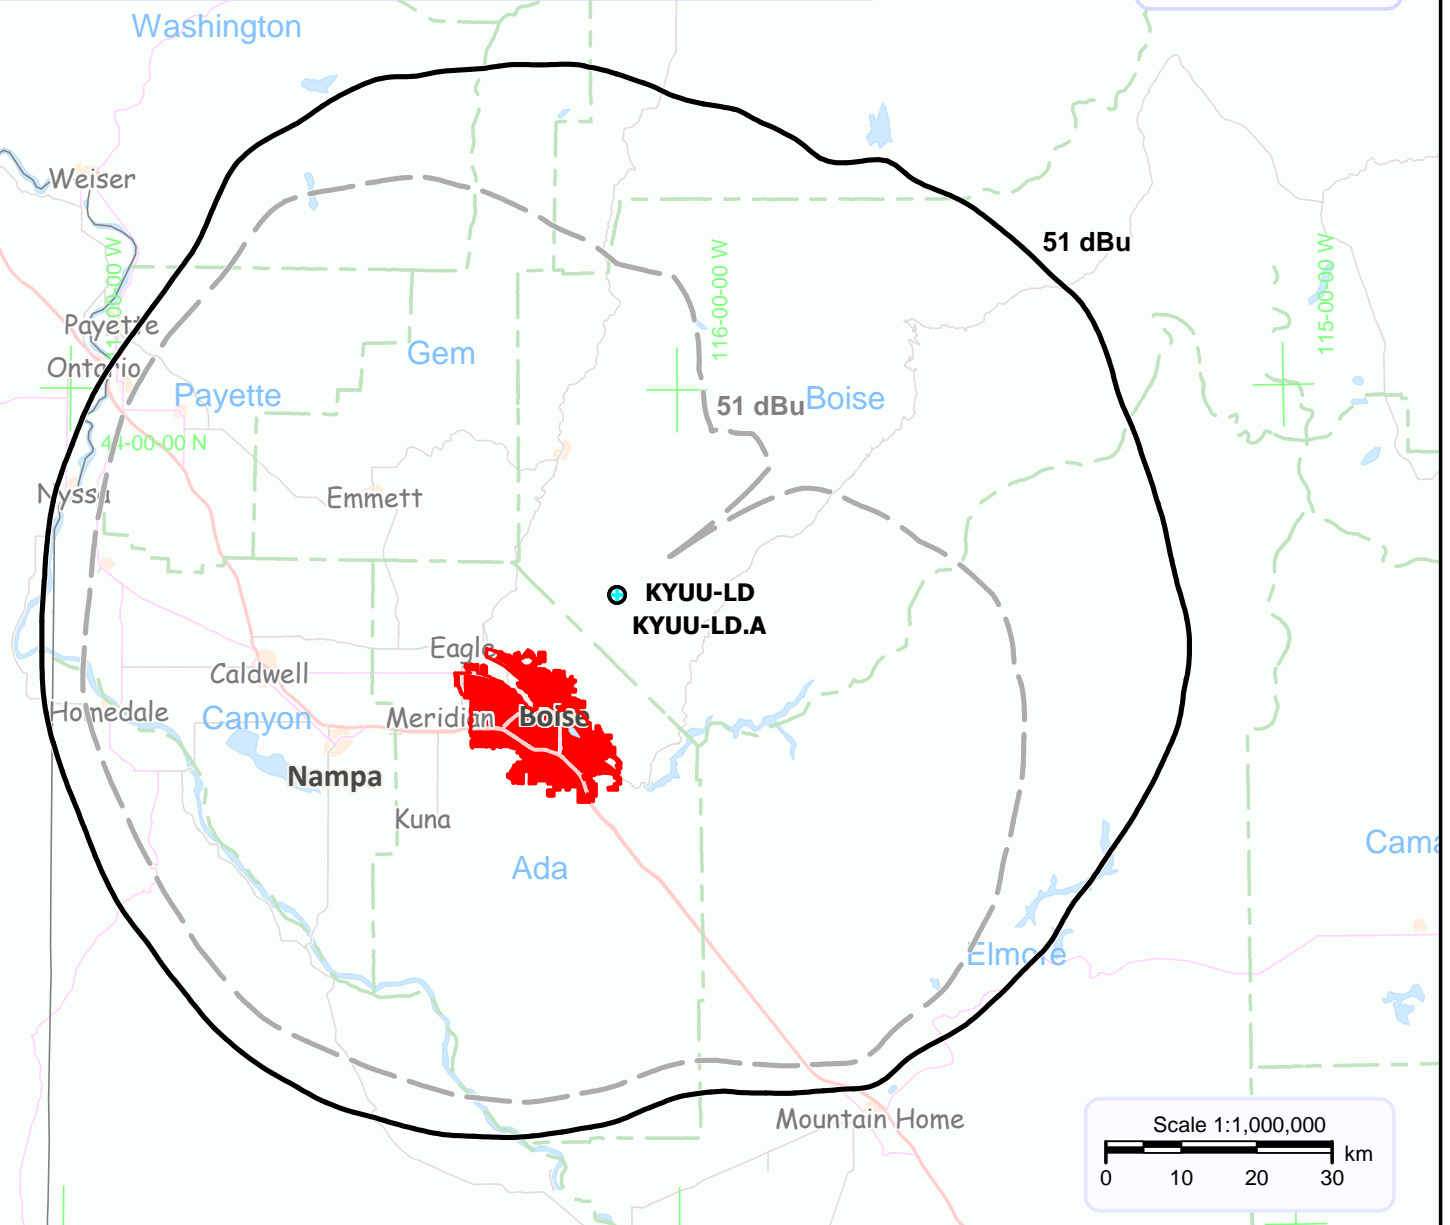 Washington
Weiser
51 dBu
116-00-00 W
115-00-00 W
Payette
Ontario
Gem
Payette
51 dBu
Boise
44-00-00 N
Nyssa
Emmett
KYUU-LD
KYUU-LD.A
Eagle
Caldwell
Homedale
Canyon
Meridian
Boise
Nampa
Kuna
Ada
Elmore
Mountain Home
Scale 1:1,000,000
km
0 10 20 30